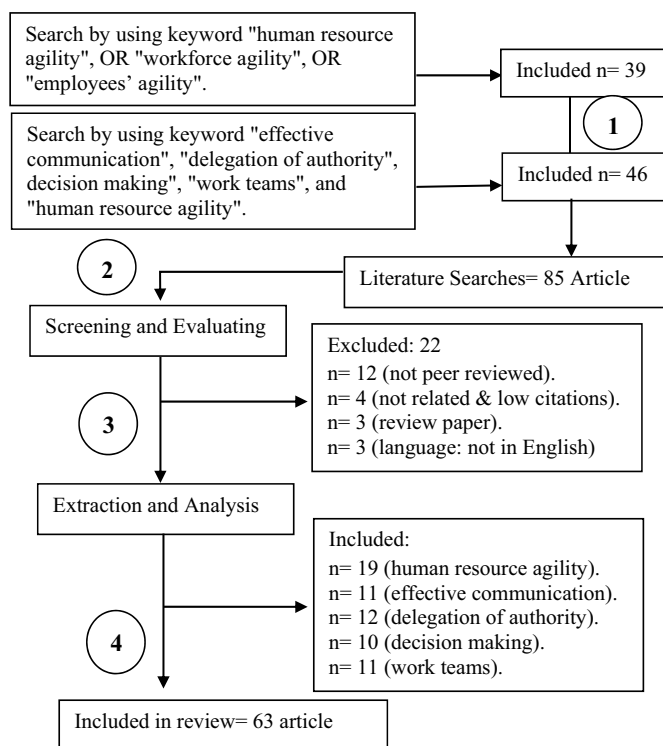 Search by using keyword "human resource
agility", OR "workforce agility", OR
"employees’ agility".
Included n= 39
1
Search by using keyword "effective
communication", "delegation of authority",
decision making", "work teams", and
"human resource agility".
Included n= 46
2
Literature Searches= 85 Article
Screening and Evaluating
Excluded: 22
n= 12 (not peer reviewed).
n= 4 (not related & low citations).
n= 3 (review paper).
n= 3 (language: not in English)
3
Extraction and Analysis
Included:
n= 19 (human resource agility).
n= 11 (effective communication).
n= 12 (delegation of authority).
n= 10 (decision making).
n= 11 (work teams).
4
Included in review= 63 article